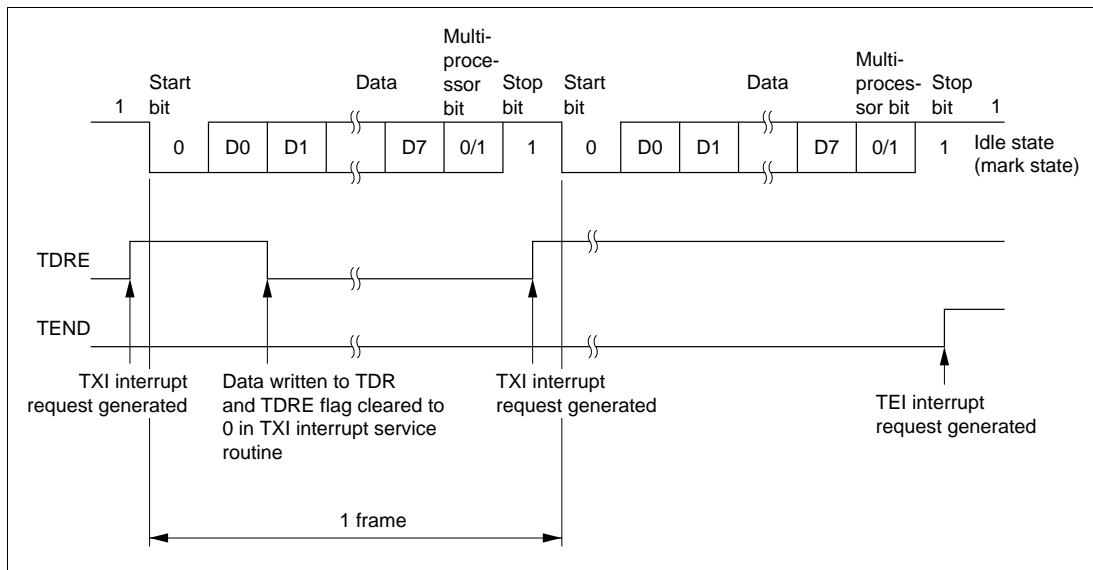 Multi-
proce-
ssor
bit
Start
bit
Data
Stop
bit
Start
bit
Data
Multi-
proces-
sor bit
Stop
bit
1
1
0
D0
D1
D7
0/1
1
0
D0
D1
D7
0/1
1
Idle state
(mark state)
TDRE
TEND
TXI interrupt
request generated
Data written to TDR
and TDRE flag cleared to
0 in TXI interrupt service
routine
TXI interrupt
request generated
TEI interrupt
request generated
1 frame